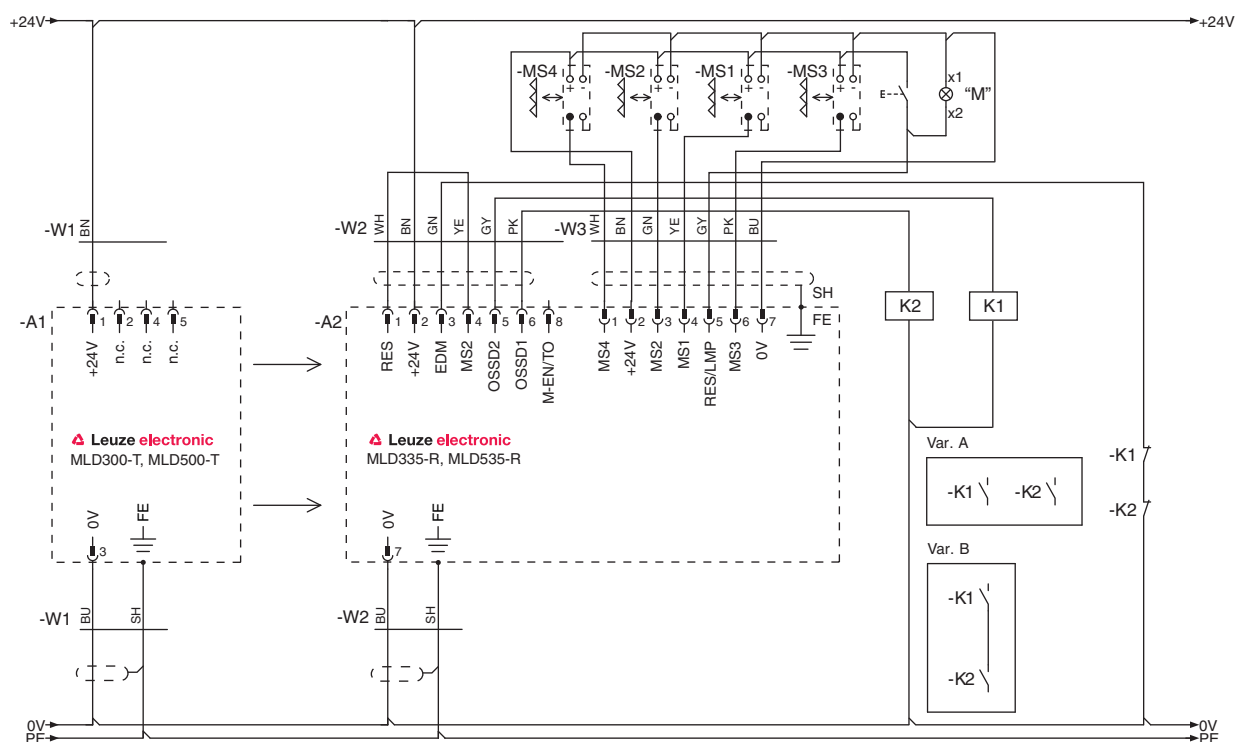 +24V
+24V
-MS4
-MS2
-MS1
-MS3
+ -
+ -
+ -
+ -
E
x1
"M"
x2
-W1
BN
-W2
WH
BN
GN
YE
GY
PK
-W3
WH
BN
GN
YE
GY
PK
BU
SH
FE
K2
K1
-A1
1
2
4
5
+24V
n.c.
n.c.
n.c.
-A2
1
2
3
4
5
6
8
RES
+24V
EDM
MS2
OSSD2
OSSD1
M-EN/TO
1
2
3
4
5
6
7
MS4
+24V
MS2
MS1
RES/LMP
MS3
0V
Leuze electronic
MLD300-T, MLD500-T
Leuze electronic
MLD335-R, MLD535-R
Var. A
-K1
-K2
-K1
-K2
Var. B
-K1
-K2
0V
FE
3
0V
FE
7
-W1
BU
SH
-W2
BU
SH
0V
0V
PE
PE